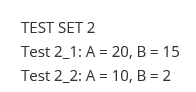 TEST SET 2
Test 2_1: A = 20, B = 15
Test 2_2: A = 10, B = 2